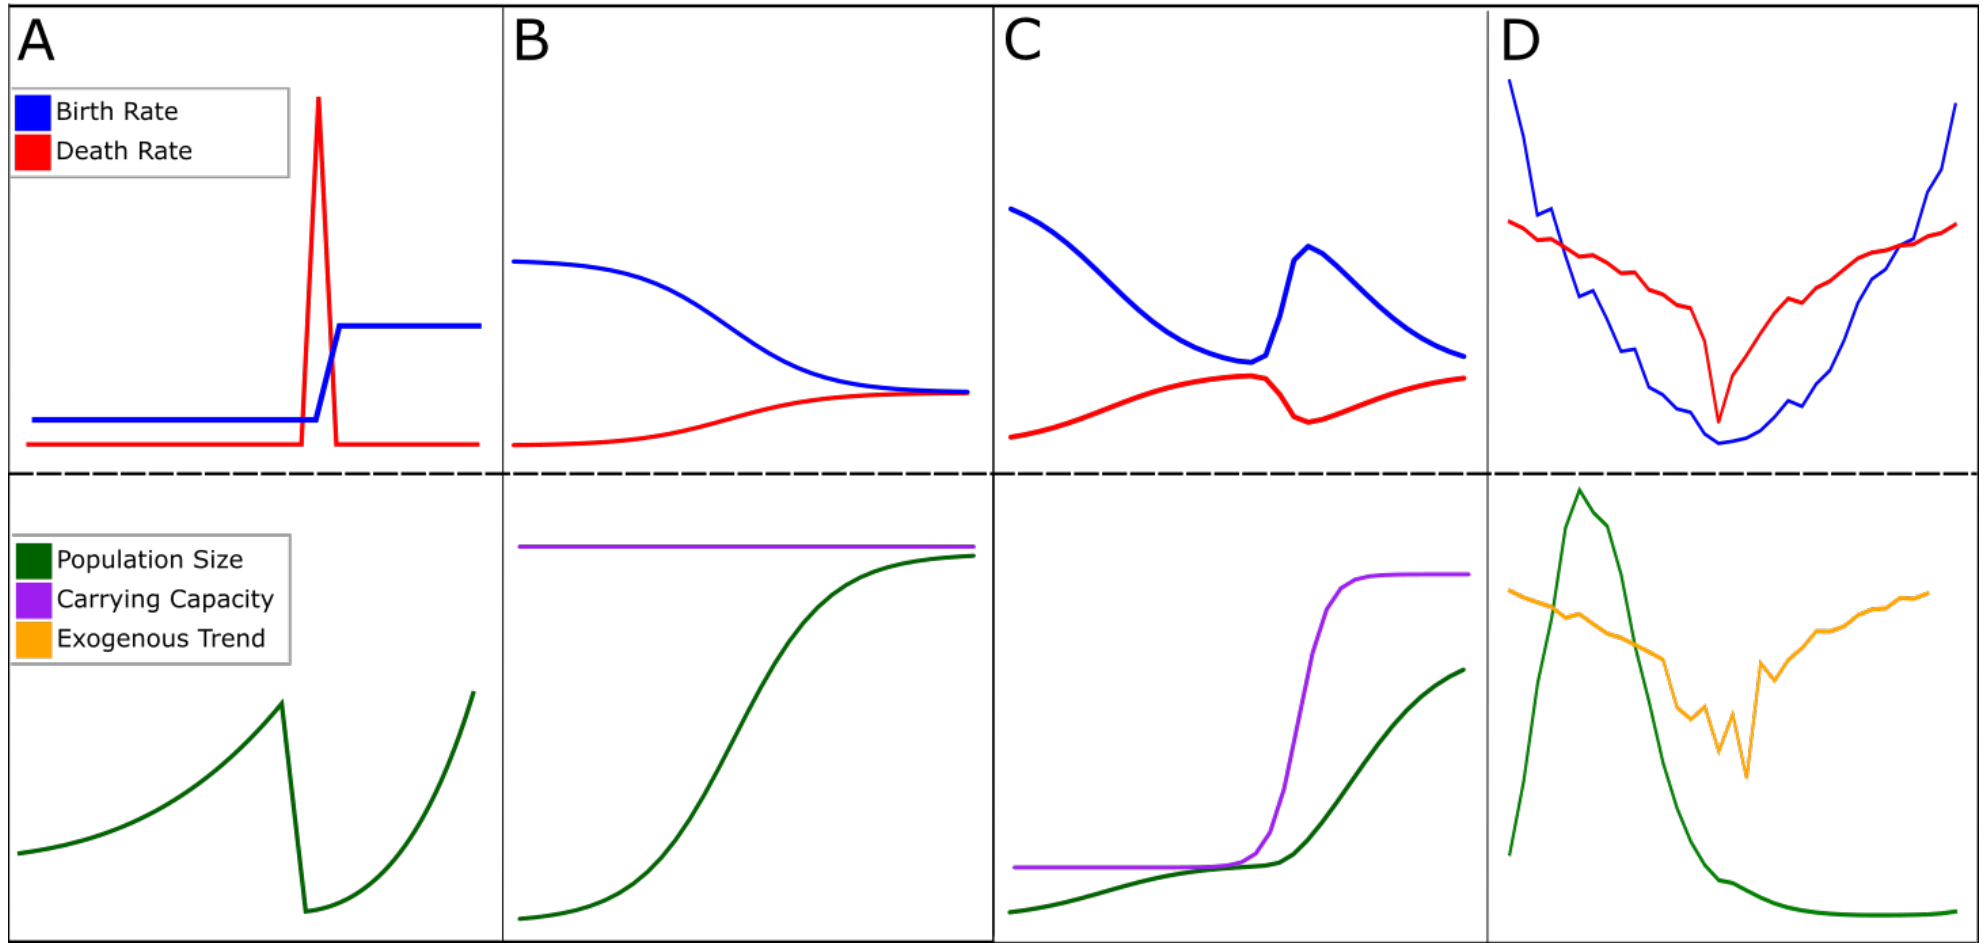 A
B
C
D
Birth Rate
Death Rate
Population Size
Carrying Capacity
Exogenous Trend